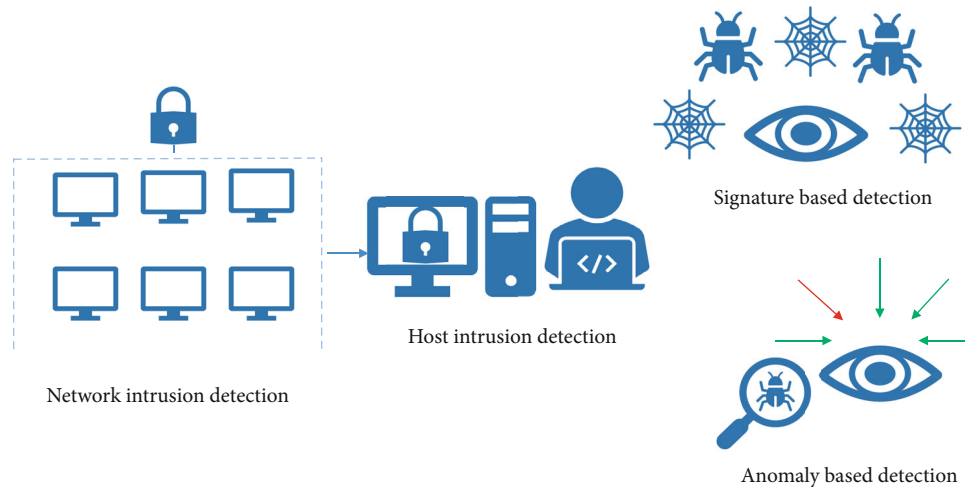 Network intrusion detection
</>
Host intrusion detection
Signature based detection
Anomaly based detection